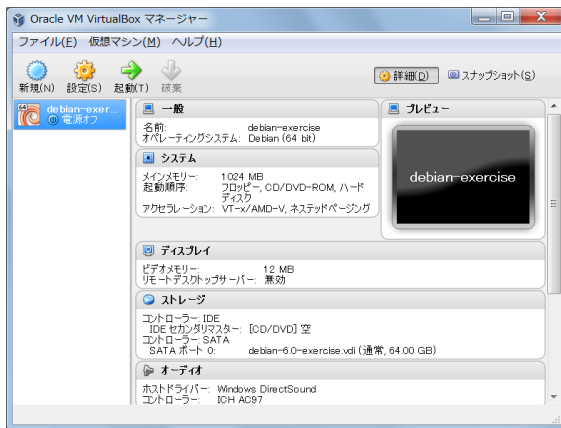 Oracle VM VirtualBox マネージャー
ファイル(F) 仮想マシン(M) ヘルプ(H)
新規(N) 設定(S) 起動(T) 破棄
詳細(D) スナップショット(S)
64
debian-exer...
電源オフ
一般
名前: debian-exercise
オペレーティングシステム: Debian (64 bit)
プレビュー
debian-exercise
システム
メインメモリー: 1024 MB
起動順序: フロッピー, CD/DVD-ROM, ハード
ディスク
アクセラレーション: VT-x/AMD-V, ネステッドページング
ディスプレイ
ビデオメモリー: 12 MB
リモートデスクトップサーバー: 無効
ストレージ
コントローラー: IDE
IDE セカンダリマスター: [CD/DVD] 空
コントローラー: SATA
SATA ポート 0: debian-6.0-exercise.vdi (通常, 64.00 GB)
オーディオ
ホストドライバー: Windows DirectSound
コントローラー: ICH AC97